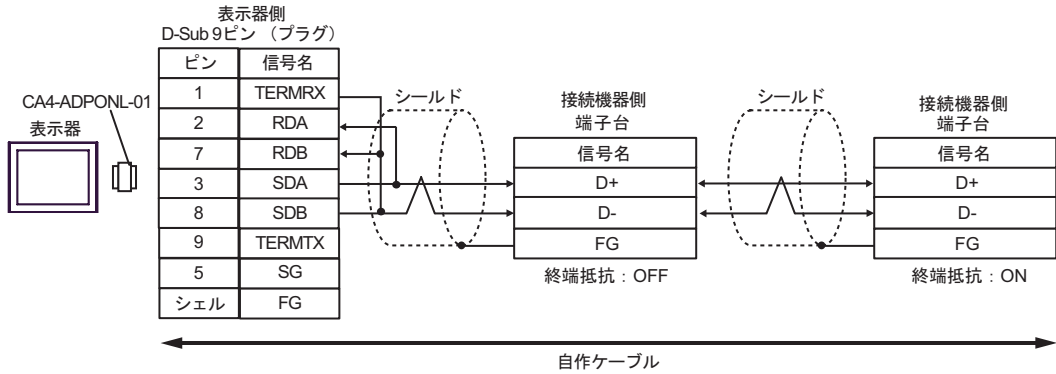 表示器側
D-Sub 9ピン （プラグ）
CA4-ADPONL-01
表示器
ピン 信号名
1 TERMRX
2 RDA
7 RDB
3 SDA
8 SDB
9 TERMTX
5 SG
シェル FG
シールド
接続機器側
端子台
信号名
D+
D-
FG
終端抵抗：OFF
シールド
接続機器側
端子台
信号名
D+
D-
FG
終端抵抗：ON
自作ケーブル